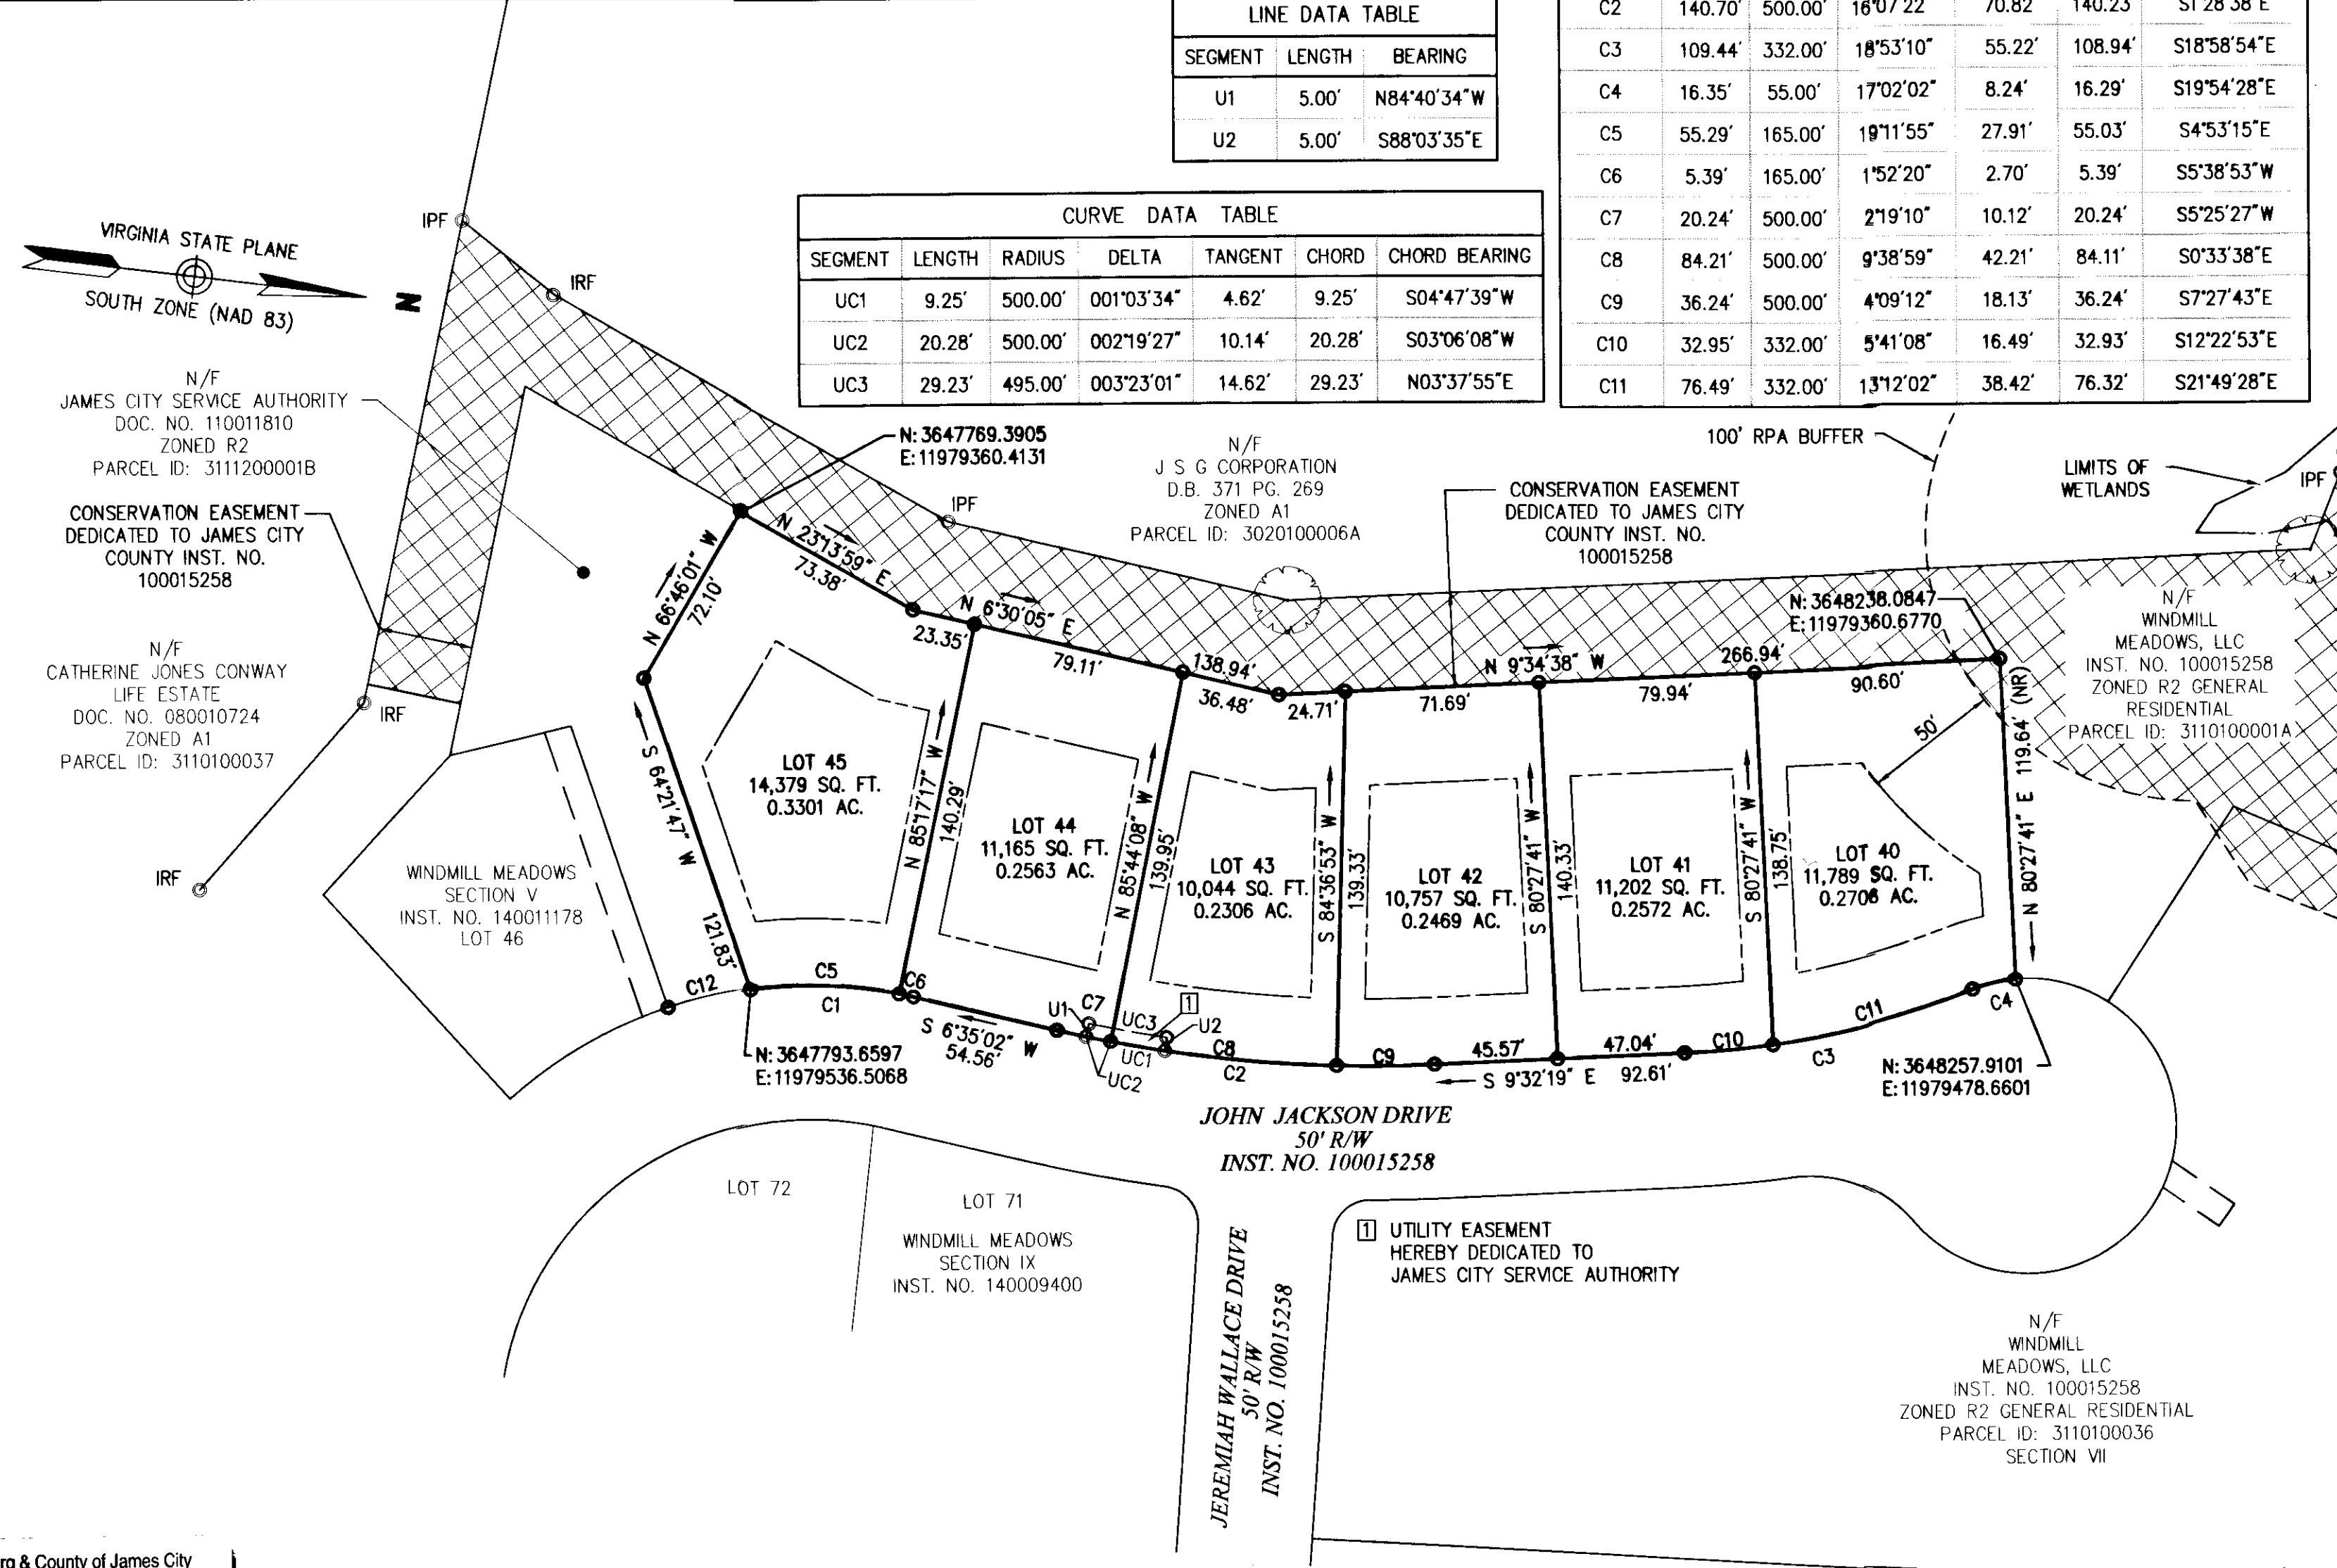 LINE DATA TABLE
SEGMENT LENGTH BEARING
U1 5.00' N84°40'34"W
U2 5.00' S88°03'35"E
C2 140.70' 500.00' 16°07'22" 70.82' 140.23' S1°28'38"E
C3 109.44' 332.00' 18°53'10" 55.22' 108.94' S18°58'54"E
C4 16.35' 55.00' 17°02'02" 8.24' 16.29' S19°54'28"E
C5 55.29' 165.00' 19°11'55" 27.91' 55.03' S4°53'15"E
C6 5.39' 165.00' 1°52'20" 2.70' 5.39' S5°38'53"W
C7 20.24' 500.00' 2°19'10" 10.12' 20.24' S5°25'27"W
C8 84.21' 500.00' 9°38'59" 42.21' 84.11' S0°33'38"E
C9 36.24' 500.00' 4°09'12" 18.13' 36.24' S7°27'43"E
C10 32.95' 332.00' 5°41'08" 16.49' 32.93' S12°22'53"E
C11 76.49' 332.00' 13°12'02" 38.42' 76.32' S21°49'28"E
CURVE DATA TABLE
SEGMENT LENGTH RADIUS DELTA TANGENT CHORD CHORD BEARING
UC1 9.25' 500.00' 001°03'34" 4.62' 9.25' S04°47'39"W
UC2 20.28' 500.00' 002°19'27" 10.14' 20.28' S03°06'08"W
UC3 29.23' 495.00' 003°23'01" 14.62' 29.23' N03°37'55"E
VIRGINIA STATE PLANE
SOUTH ZONE (NAD 83)
N
IPF
IRF
N/F
JAMES CITY SERVICE AUTHORITY
DOC. NO. 110011810
ZONED R2
PARCEL ID: 3111200001B
CONSERVATION EASEMENT
DEDICATED TO JAMES CITY
COUNTY INST. NO.
100015258
N/F
CATHERINE JONES CONWAY
LIFE ESTATE
DOC. NO. 080010724
ZONED A1
PARCEL ID: 3110100037
IRF
IRF
N: 3647769.3905
E: 11979360.4131
IPF
N/F
J S G CORPORATION
D.B. 371 PG. 269
ZONED A1
PARCEL ID: 3020100006A
CONSERVATION EASEMENT
DEDICATED TO JAMES CITY
COUNTY INST. NO.
100015258
100' RPA BUFFER
LIMITS OF
WETLANDS
IPF
N: 3648238.0847
E: 11979360.6770
N/F
WINDMILL
MEADOWS, LLC
INST. NO. 100015258
ZONED R2 GENERAL
RESIDENTIAL
PARCEL ID: 3110100001A
N 66°46'01" W
72.10'
N 23°13'59" E
73.38'
N 6°30'05" E
23.35'
79.11'
138.94'
36.48'
24.71'
N 9°34'38" W
266.94'
71.69'
79.94'
90.60'
50'
N 80°27'41" E 119.64' (NR)
S 64°21'47" W
121.83'
N 85°17'17" W
140.29'
N 85°44'08" W
139.95'
S 84°36'53" W
139.33'
S 80°27'41" W
140.33'
S 80°27'41" W
138.75'
LOT 45
14,379 SQ. FT.
0.3301 AC.
LOT 44
11,165 SQ. FT.
0.2563 AC.
LOT 43
10,044 SQ. FT.
0.2306 AC.
LOT 42
10,757 SQ. FT.
0.2469 AC.
LOT 41
11,202 SQ. FT.
0.2572 AC.
LOT 40
11,789 SQ. FT.
0.2706 AC.
WINDMILL MEADOWS
SECTION V
INST. NO. 140011178
LOT 46
C12
C5
C1
C6
S 6°35'02" W
54.56'
U1
C7
UC3
1
U2
UC1
UC2
C8
C2
C9
45.57'
47.04'
S 9°32'19" E 92.61'
C10
C3
C11
C4
N: 3647793.6597
E: 11979536.5068
N: 3648257.9101
E: 11979478.6601
JOHN JACKSON DRIVE
50' R/W
INST. NO. 100015258
LOT 72
LOT 71
WINDMILL MEADOWS
SECTION IX
INST. NO. 140009400
JEREMIAH WALLACE DRIVE
50' R/W
INST. NO. 100015258
1 UTILITY EASEMENT
HEREBY DEDICATED TO
JAMES CITY SERVICE AUTHORITY
N/F
WINDMILL
MEADOWS, LLC
INST. NO. 100015258
ZONED R2 GENERAL RESIDENTIAL
PARCEL ID: 3110100036
SECTION VII
& County of James City